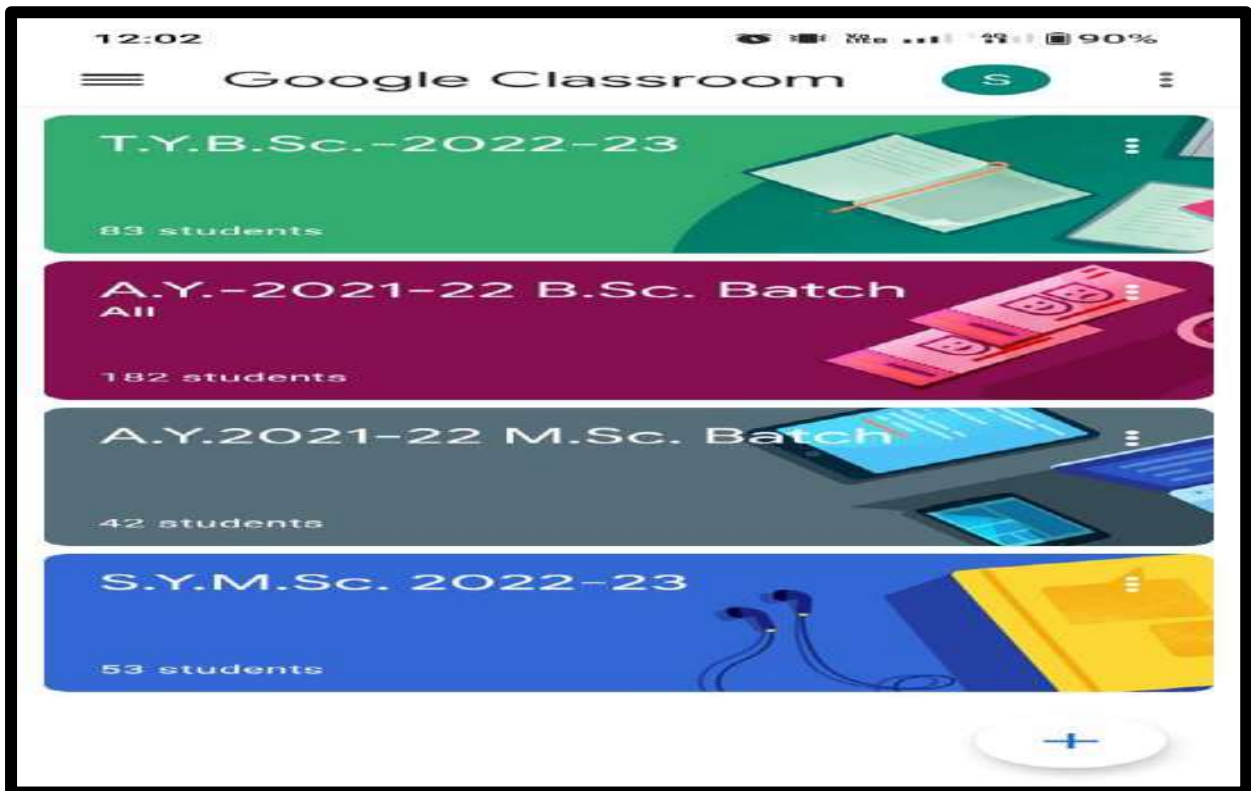 12:02
90%
Google Classroom
S
T.Y.B.Sc.-2022-23
83 students
A.Y.-2021-22 B.Sc. Batch
All
182 students
A.Y.2021-22 M.Sc. Batch
42 students
S.Y.M.Sc. 2022-23
53 students